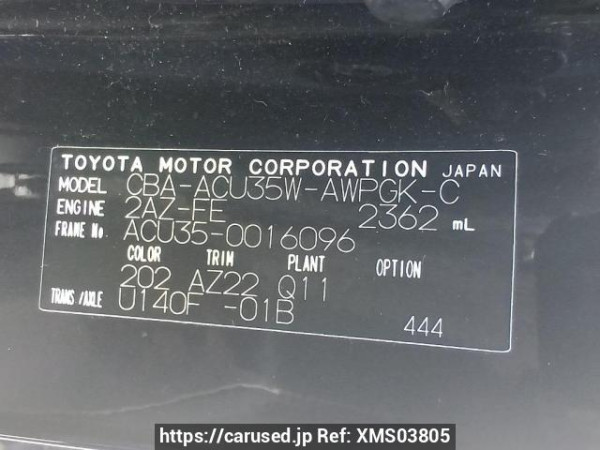 TOYOTA MOTOR CORPORATION JAPAN
MODEL CBA-ACU35W-AWPGK-C
ENGINE 2AZ-FE 2362 mL
FRAME No. ACU35-0016096
COLOR TRIM PLANT OPTION
202 AZ22 Q11
TRANS/AXLE U140F -01B
444
https://carused.jp Ref: XMS03805